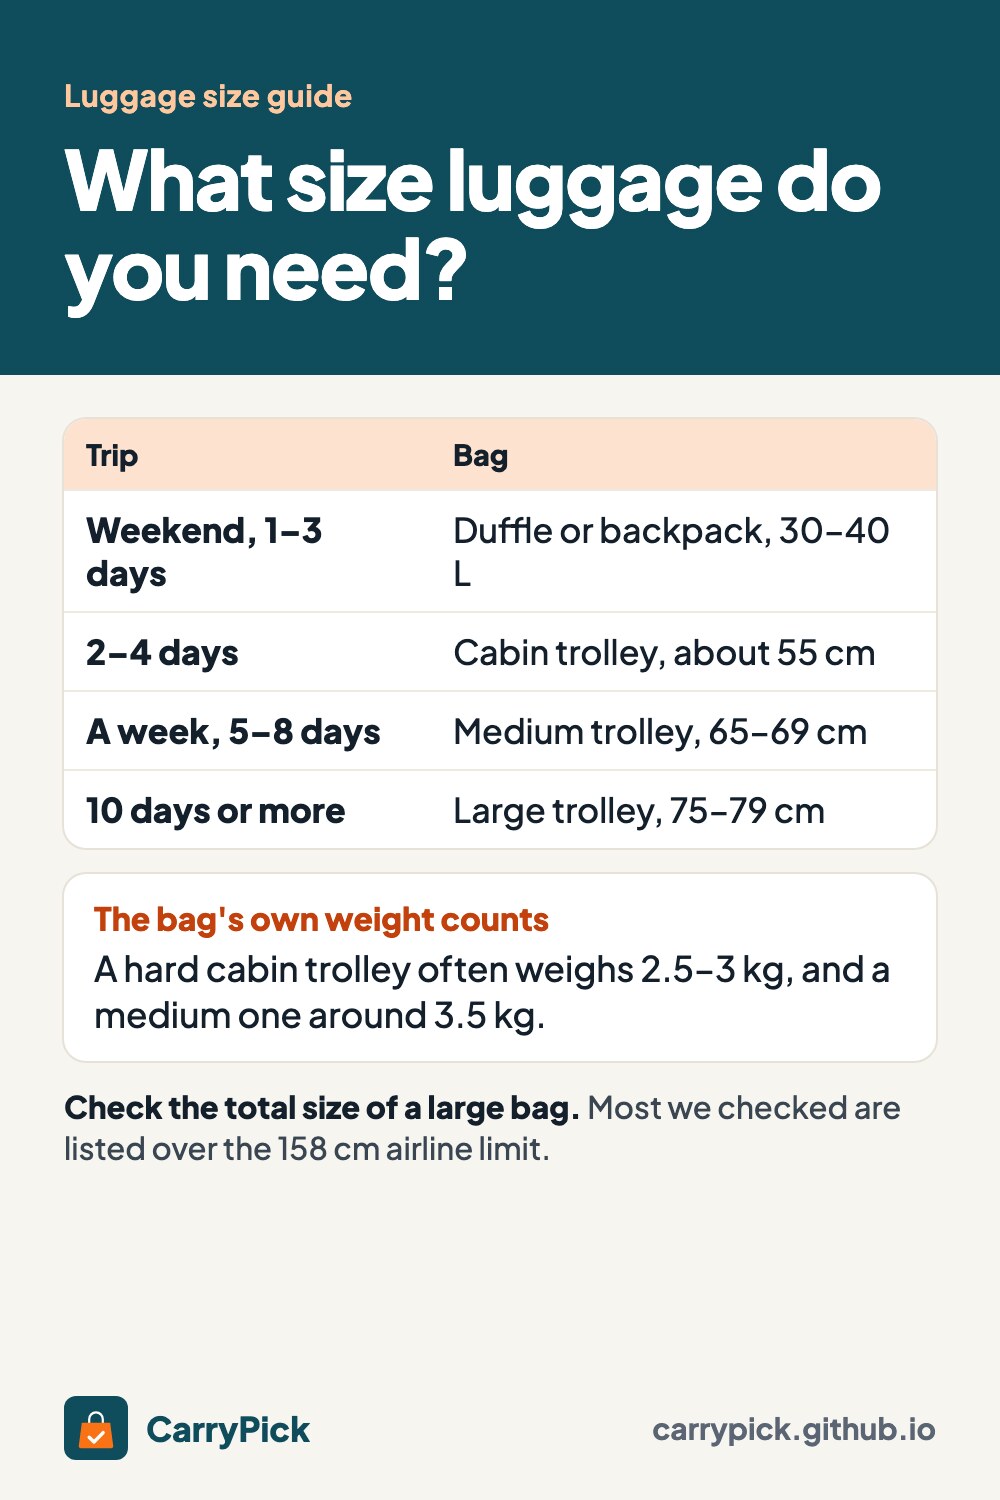 Luggage size guide
What size luggage do
you need?
Trip Bag
Weekend, 1–3 Duffle or backpack, 30–40
days L
2–4 days Cabin trolley, about 55 cm
A week, 5–8 days Medium trolley, 65–69 cm
10 days or more Large trolley, 75–79 cm
The bag's own weight counts
A hard cabin trolley often weighs 2.5–3 kg, and a
medium one around 3.5 kg.
Check the total size of a large bag. Most we checked are
listed over the 158 cm airline limit.
CarryPick carrypick.github.io